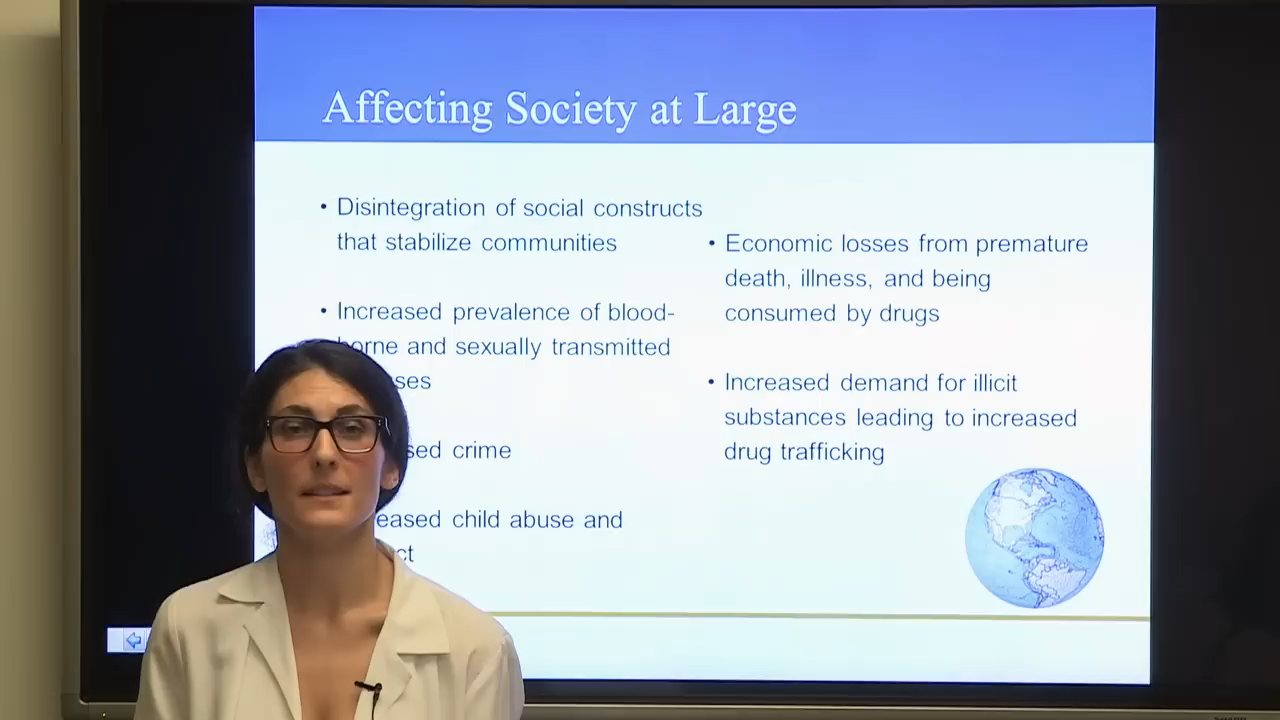 Affecting Society at Large
• Disintegration of social constructs
that stabilize communities
• Increased prevalence of blood-
borne and sexually transmitted
ses
sed crime
eased child abuse and
ct
• Economic losses from premature
death, illness, and being
consumed by drugs
• Increased demand for illicit
substances leading to increased
drug trafficking